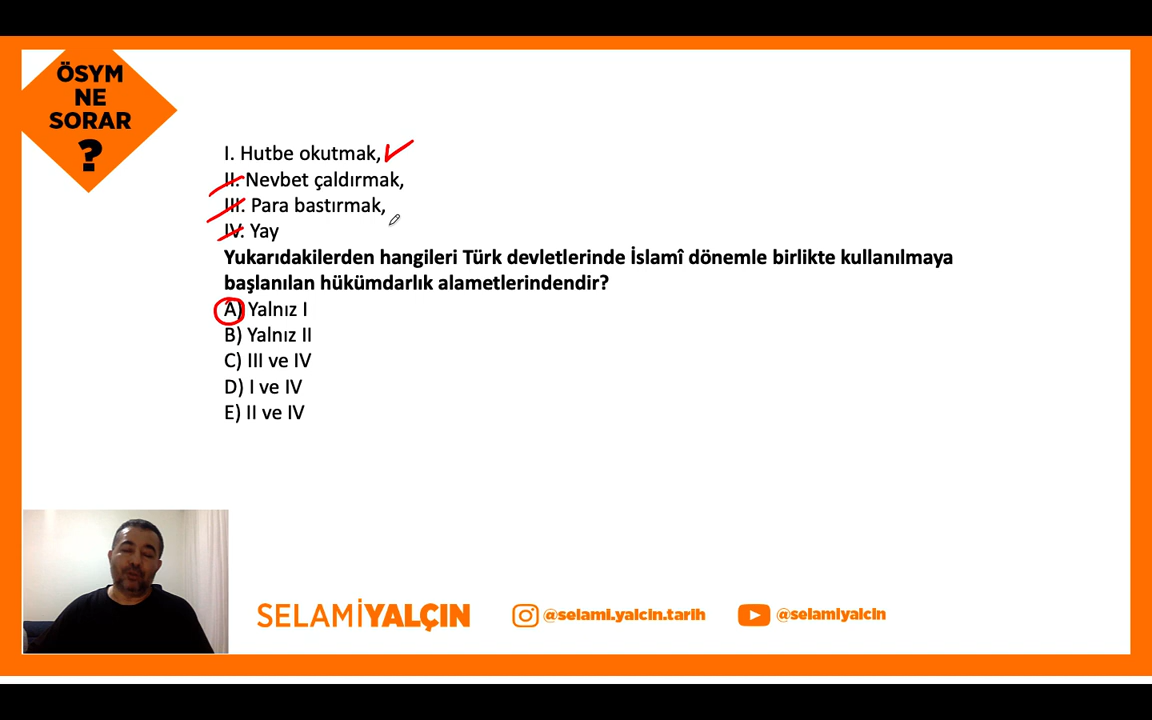 ÖSYM
NE
SORAR
?
I. Hutbe okutmak,
II. Nevbet çaldırmak,
III. Para bastırmak,
IV. Yay
Yukarıdakilerden hangileri Türk devletlerinde İslamî dönemle birlikte kullanılmaya
başlanılan hükümdarlık alametlerindendir?
A) Yalnız I
B) Yalnız II
C) III ve IV
D) I ve IV
E) II ve IV
SELAMİYALÇIN @selami.yalcin.tarih @selamiyalcin